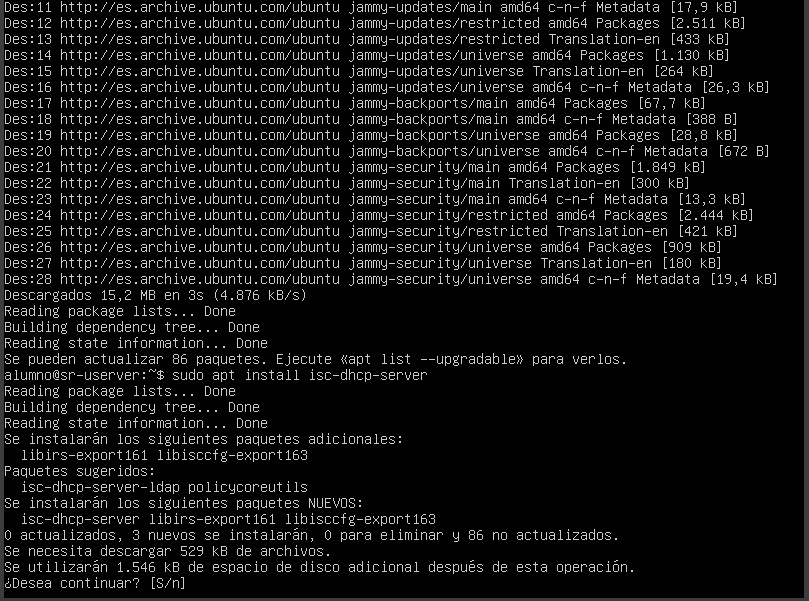 Des:11 http://es.archive.ubuntu.com/ubuntu jammy-updates/main amd64 c-n-f Metadata [17,9 kB]
Des:12 http://es.archive.ubuntu.com/ubuntu jammy-updates/restricted amd64 Packages [2.511 kB]
Des:13 http://es.archive.ubuntu.com/ubuntu jammy-updates/restricted Translation-en [433 kB]
Des:14 http://es.archive.ubuntu.com/ubuntu jammy-updates/universe amd64 Packages [1.130 kB]
Des:15 http://es.archive.ubuntu.com/ubuntu jammy-updates/universe Translation-en [264 kB]
Des:16 http://es.archive.ubuntu.com/ubuntu jammy-updates/universe amd64 c-n-f Metadata [26,3 kB]
Des:17 http://es.archive.ubuntu.com/ubuntu jammy-backports/main amd64 Packages [67,7 kB]
Des:18 http://es.archive.ubuntu.com/ubuntu jammy-backports/main amd64 c-n-f Metadata [388 B]
Des:19 http://es.archive.ubuntu.com/ubuntu jammy-backports/universe amd64 Packages [28,8 kB]
Des:20 http://es.archive.ubuntu.com/ubuntu jammy-backports/universe amd64 c-n-f Metadata [672 B]
Des:21 http://es.archive.ubuntu.com/ubuntu jammy-security/main amd64 Packages [1.849 kB]
Des:22 http://es.archive.ubuntu.com/ubuntu jammy-security/main Translation-en [300 kB]
Des:23 http://es.archive.ubuntu.com/ubuntu jammy-security/main amd64 c-n-f Metadata [13,3 kB]
Des:24 http://es.archive.ubuntu.com/ubuntu jammy-security/restricted amd64 Packages [2.444 kB]
Des:25 http://es.archive.ubuntu.com/ubuntu jammy-security/restricted Translation-en [421 kB]
Des:26 http://es.archive.ubuntu.com/ubuntu jammy-security/universe amd64 Packages [909 kB]
Des:27 http://es.archive.ubuntu.com/ubuntu jammy-security/universe Translation-en [180 kB]
Des:28 http://es.archive.ubuntu.com/ubuntu jammy-security/universe amd64 c-n-f Metadata [19,4 kB]
Descargados 15,2 MB en 3s (4.876 kB/s)
Reading package lists... Done
Building dependency tree... Done
Reading state information... Done
Se pueden actualizar 86 paquetes. Ejecute «apt list --upgradable» para verlos.
alumno@sr-userver:~$ sudo apt install isc-dhcp-server
Reading package lists... Done
Building dependency tree... Done
Reading state information... Done
Se instalarán los siguientes paquetes adicionales:
  libirs-export161 libisccfg-export163
Paquetes sugeridos:
  isc-dhcp-server-ldap policycoreutils
Se instalarán los siguientes paquetes NUEVOS:
  isc-dhcp-server libirs-export161 libisccfg-export163
0 actualizados, 3 nuevos se instalarán, 0 para eliminar y 86 no actualizados.
Se necesita descargar 529 kB de archivos.
Se utilizarán 1.546 kB de espacio de disco adicional después de esta operación.
¿Desea continuar? [S/n]